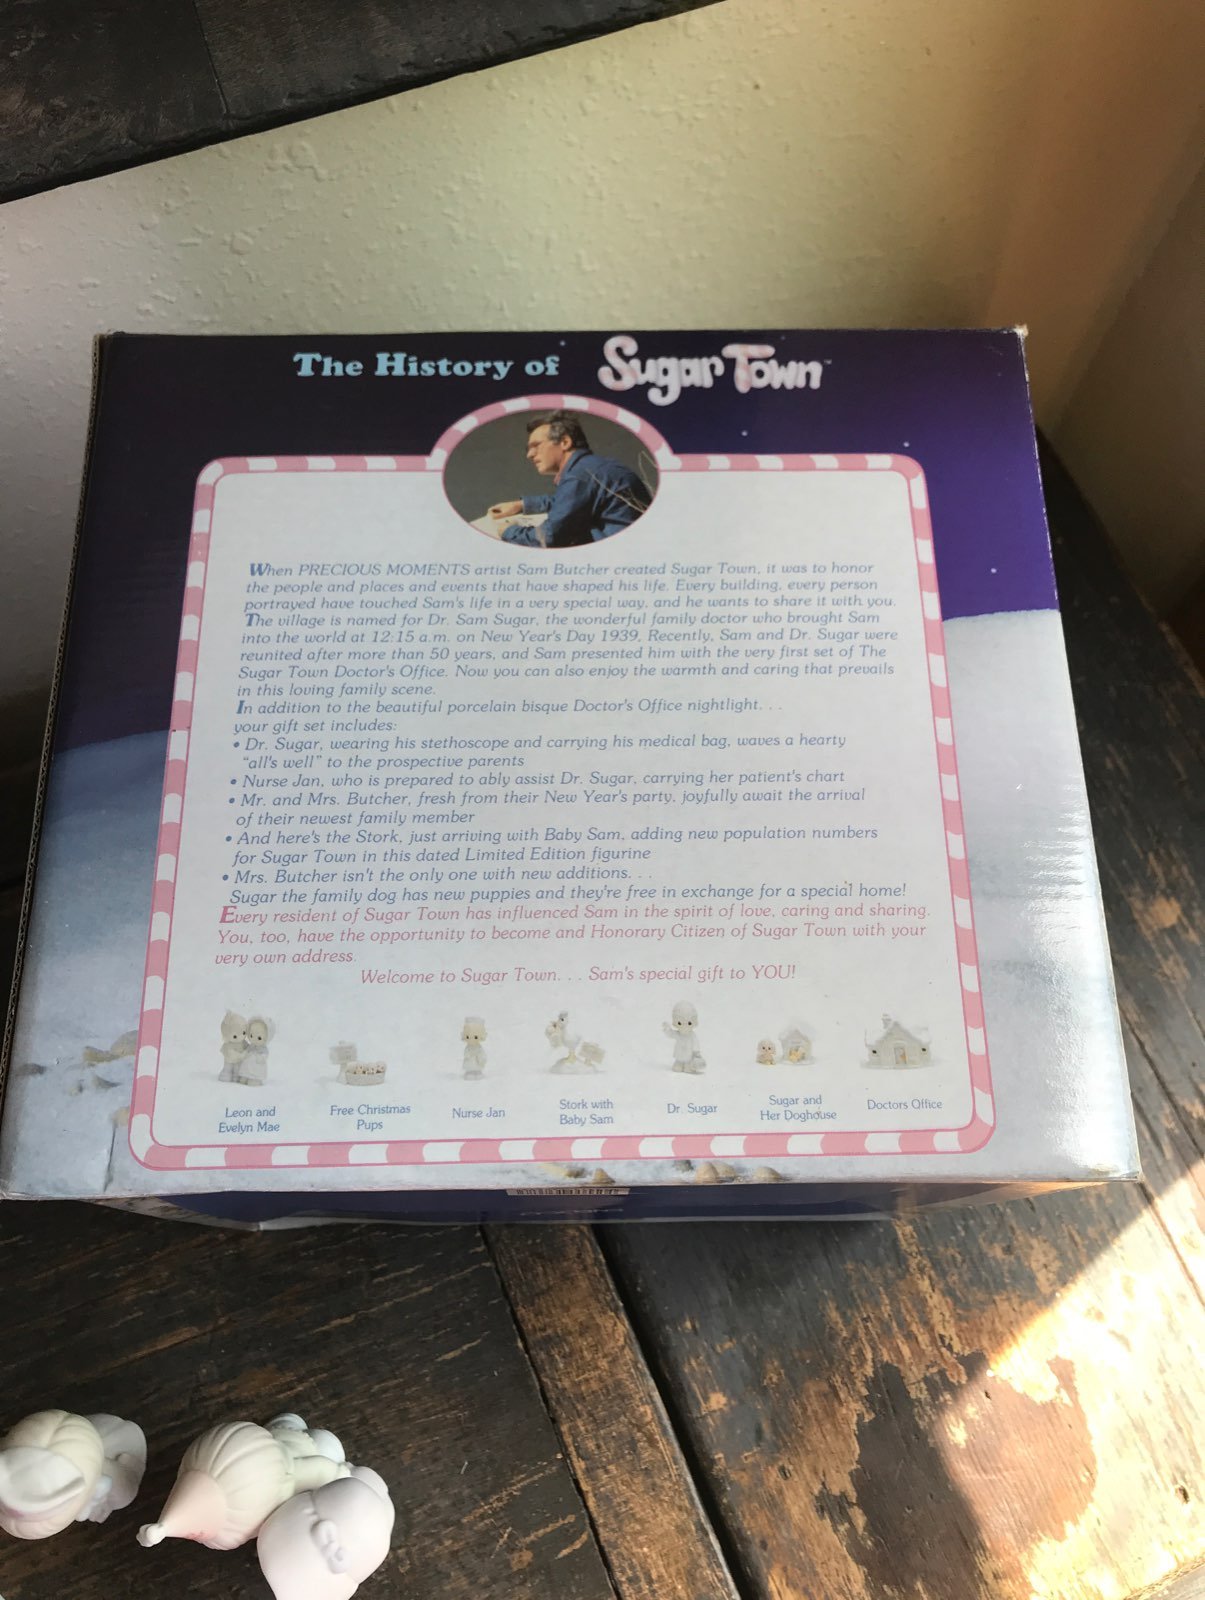 The History of Sugar Town™
When PRECIOUS MOMENTS artist Sam Butcher created Sugar Town, it was to honor
the people and places and events that have shaped his life. Every building, every person
portrayed have touched Sam's life in a very special way, and he wants to share it with you.
The village is named for Dr. Sam Sugar, the wonderful family doctor who brought Sam
into the world at 12:15 a.m. on New Year's Day 1939. Recently, Sam and Dr. Sugar were
reunited after more than 50 years, and Sam presented him with the very first set of The
Sugar Town Doctor's Office. Now you can also enjoy the warmth and caring that prevails
in this loving family scene.
In addition to the beautiful porcelain bisque Doctor's Office nightlight. . .
your gift set includes:
• Dr. Sugar, wearing his stethoscope and carrying his medical bag, waves a hearty
"all's well" to the prospective parents
• Nurse Jan, who is prepared to ably assist Dr. Sugar, carrying her patient's chart
• Mr. and Mrs. Butcher, fresh from their New Year's party, joyfully await the arrival
of their newest family member
• And here's the Stork, just arriving with Baby Sam, adding new population numbers
for Sugar Town in this dated Limited Edition figurine
• Mrs. Butcher isn't the only one with new additions. . .
Sugar the family dog has new puppies and they're free in exchange for a special home!
Every resident of Sugar Town has influenced Sam in the spirit of love, caring and sharing.
You, too, have the opportunity to become and Honorary Citizen of Sugar Town with your
very own address.
Welcome to Sugar Town. . . Sam's special gift to YOU!
Leon and
Evelyn Mae
Free Christmas
Pups
Nurse Jan
Stork with
Baby Sam
Dr. Sugar
Sugar and
Her Doghouse
Doctors Office